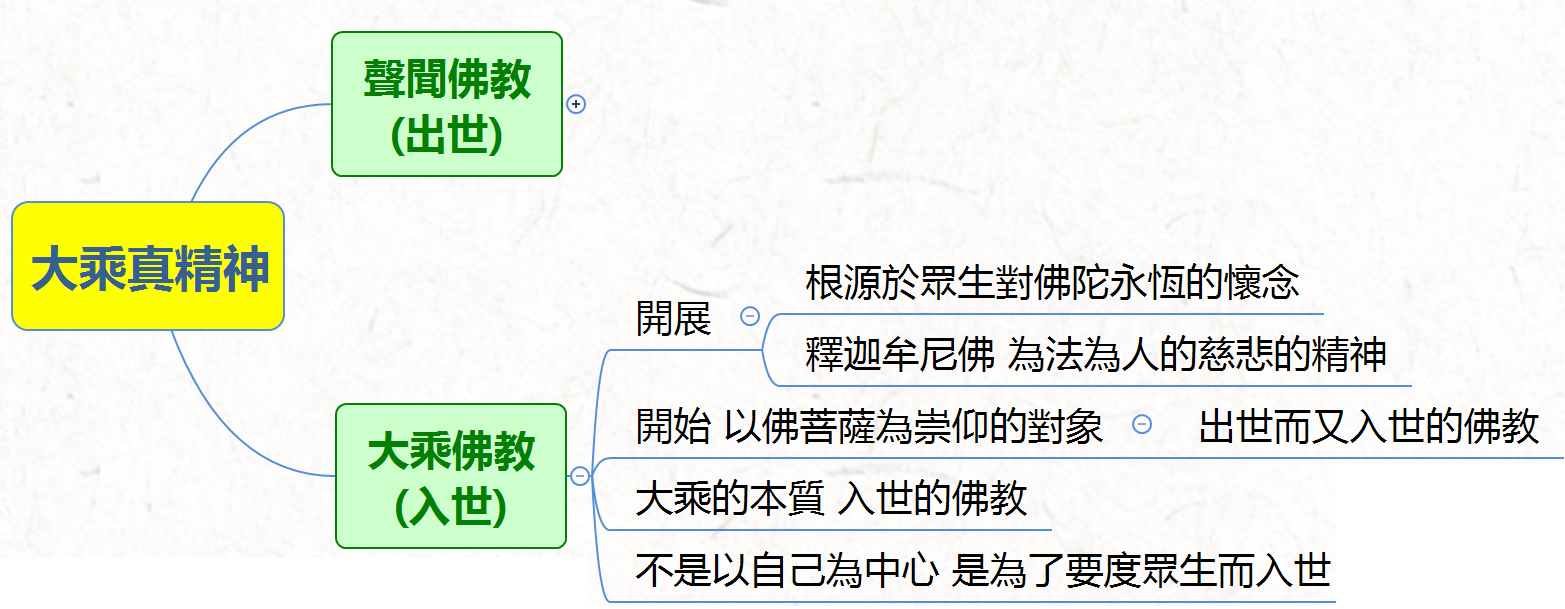 聲聞佛教
(出世)
大乘真精神
大乘佛教
(入世)
開展
根源於眾生對佛陀永恆的懷念
釋迦牟尼佛 為法為人的慈悲的精神
開始 以佛菩薩為崇仰的對象
出世而又入世的佛教
大乘的本質 入世的佛教
不是以自己為中心 是為了要度眾生而入世